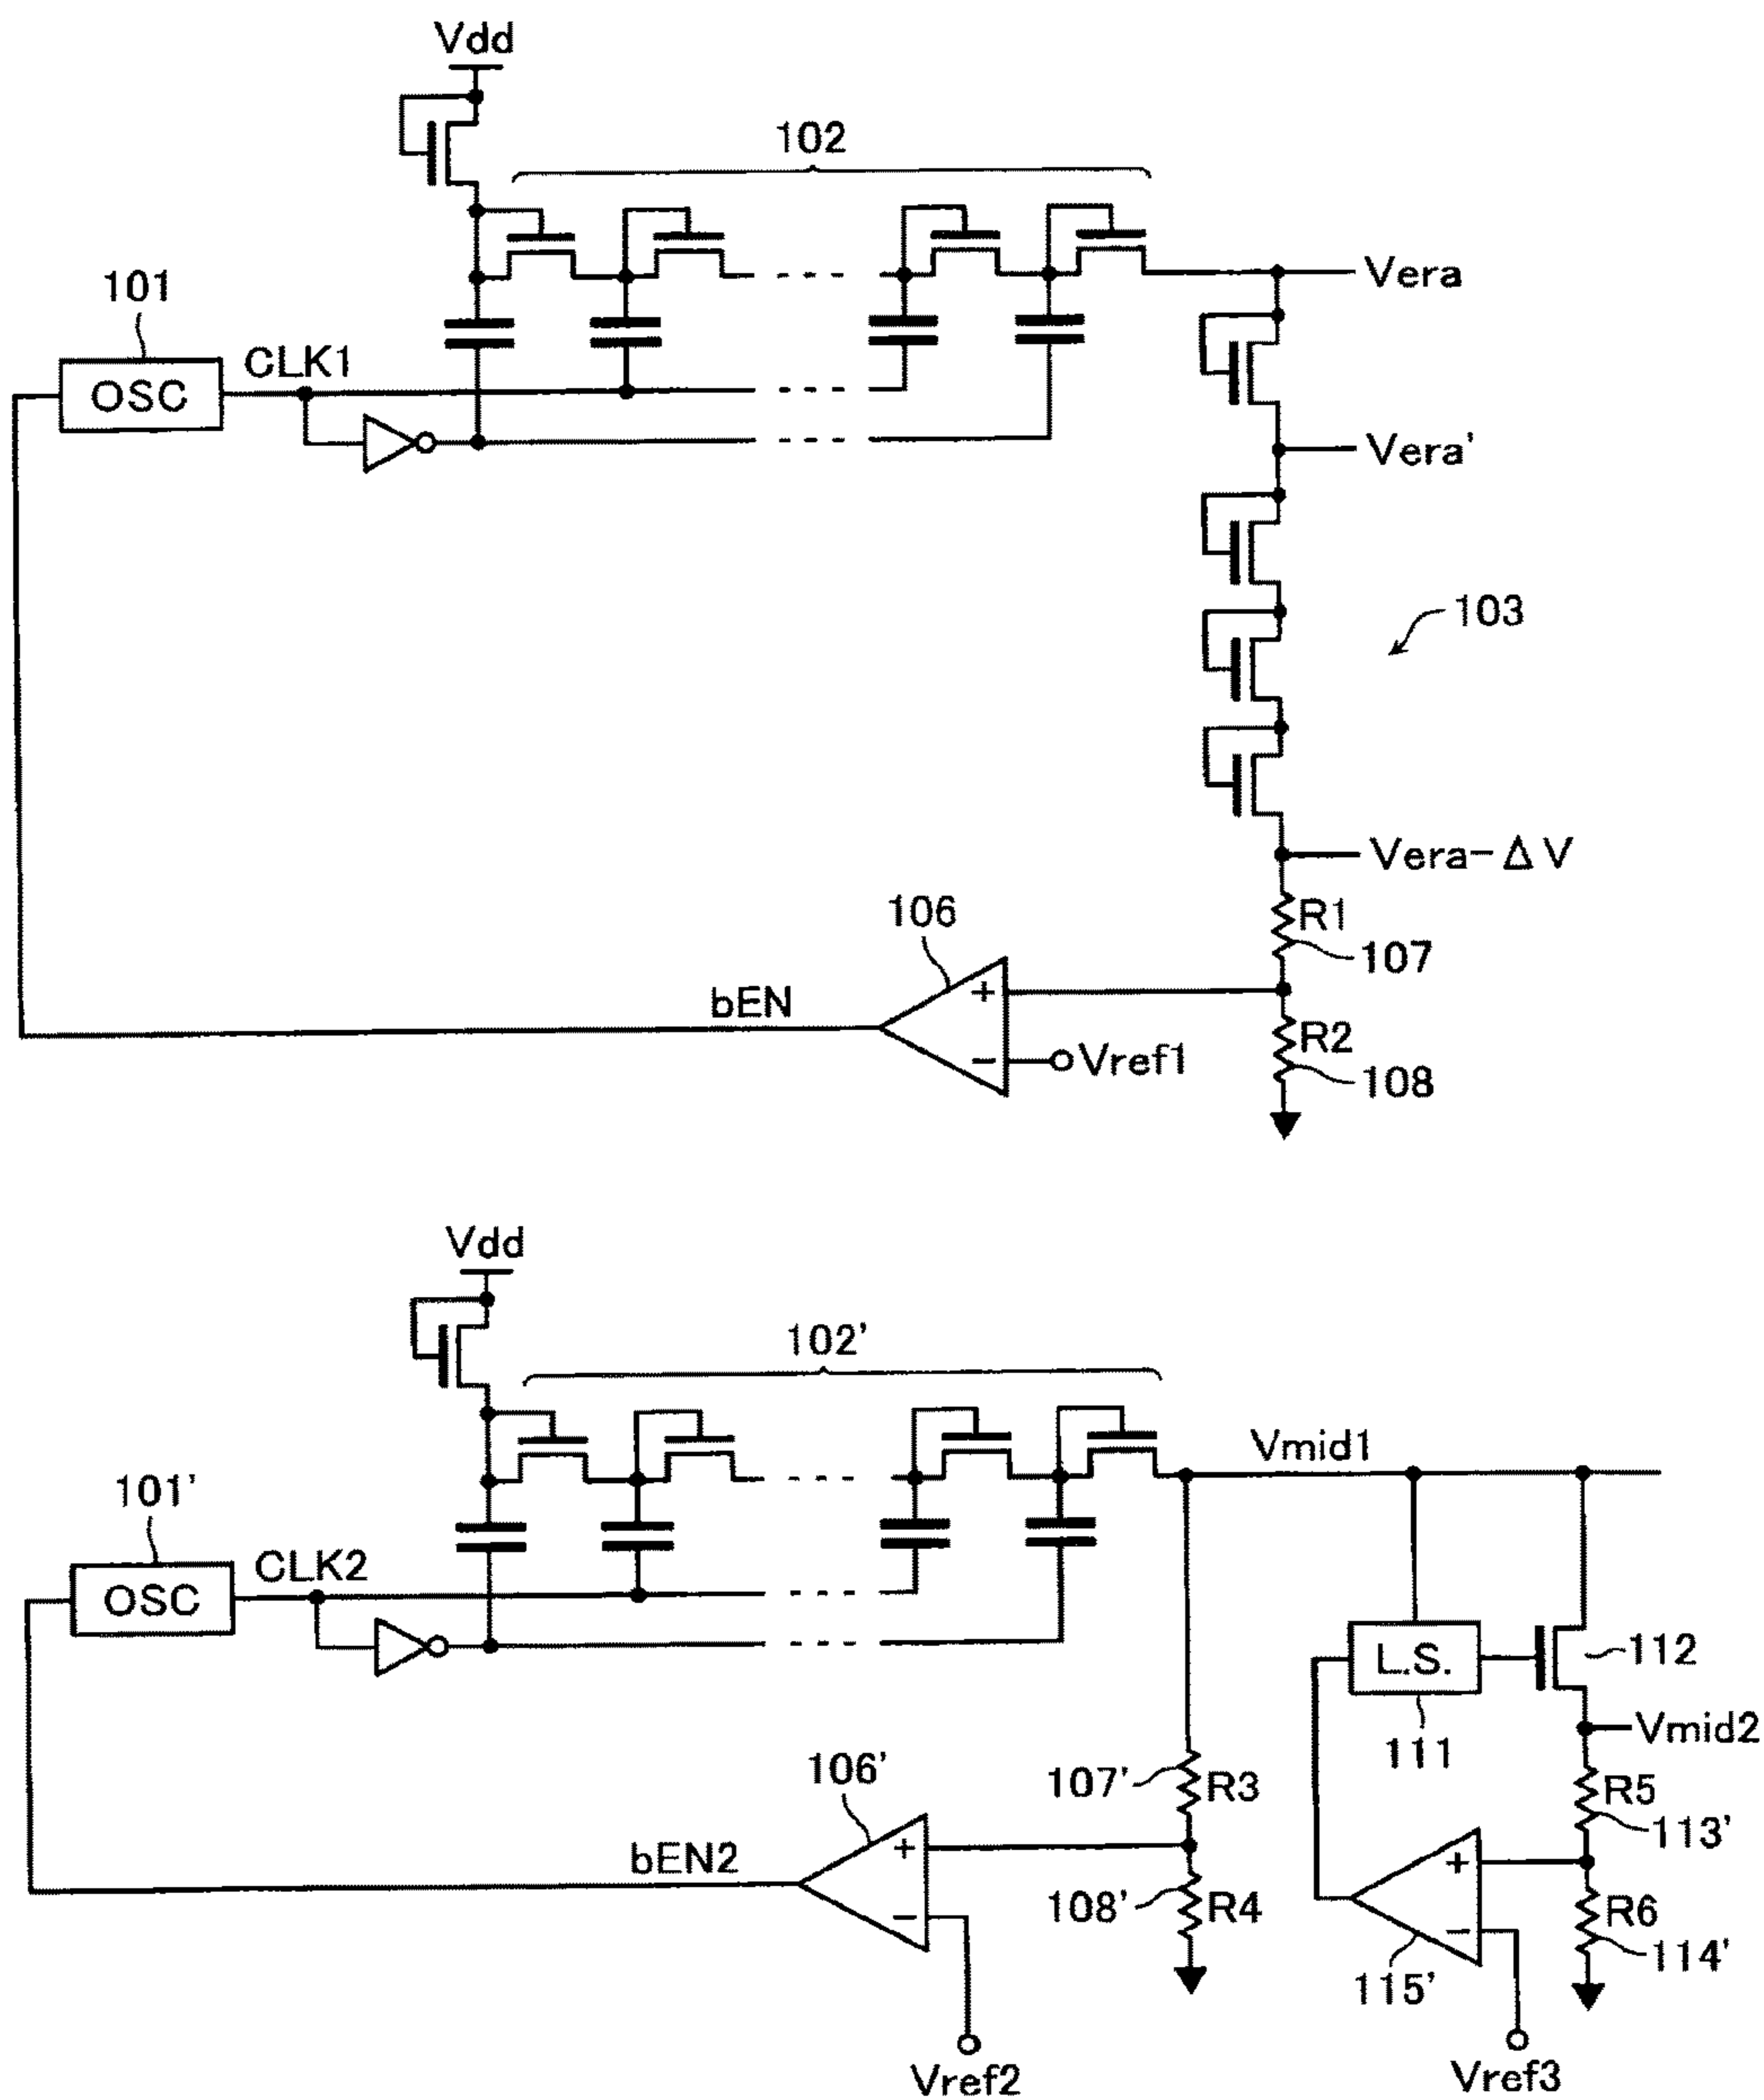 Vdd
102
101
OSC
CLK1
Vera
Vera'
103
Vera-ΔV
R1
107
106
+
bEN
-
Vref1
R2
108
Vdd
102'
Vmid1
101'
OSC
CLK2
L.S.
112
111
Vmid2
106'
107'
R3
R5
113'
bEN2
+
-
108'
R4
+
-
R6
114'
115'
Vref2
Vref3